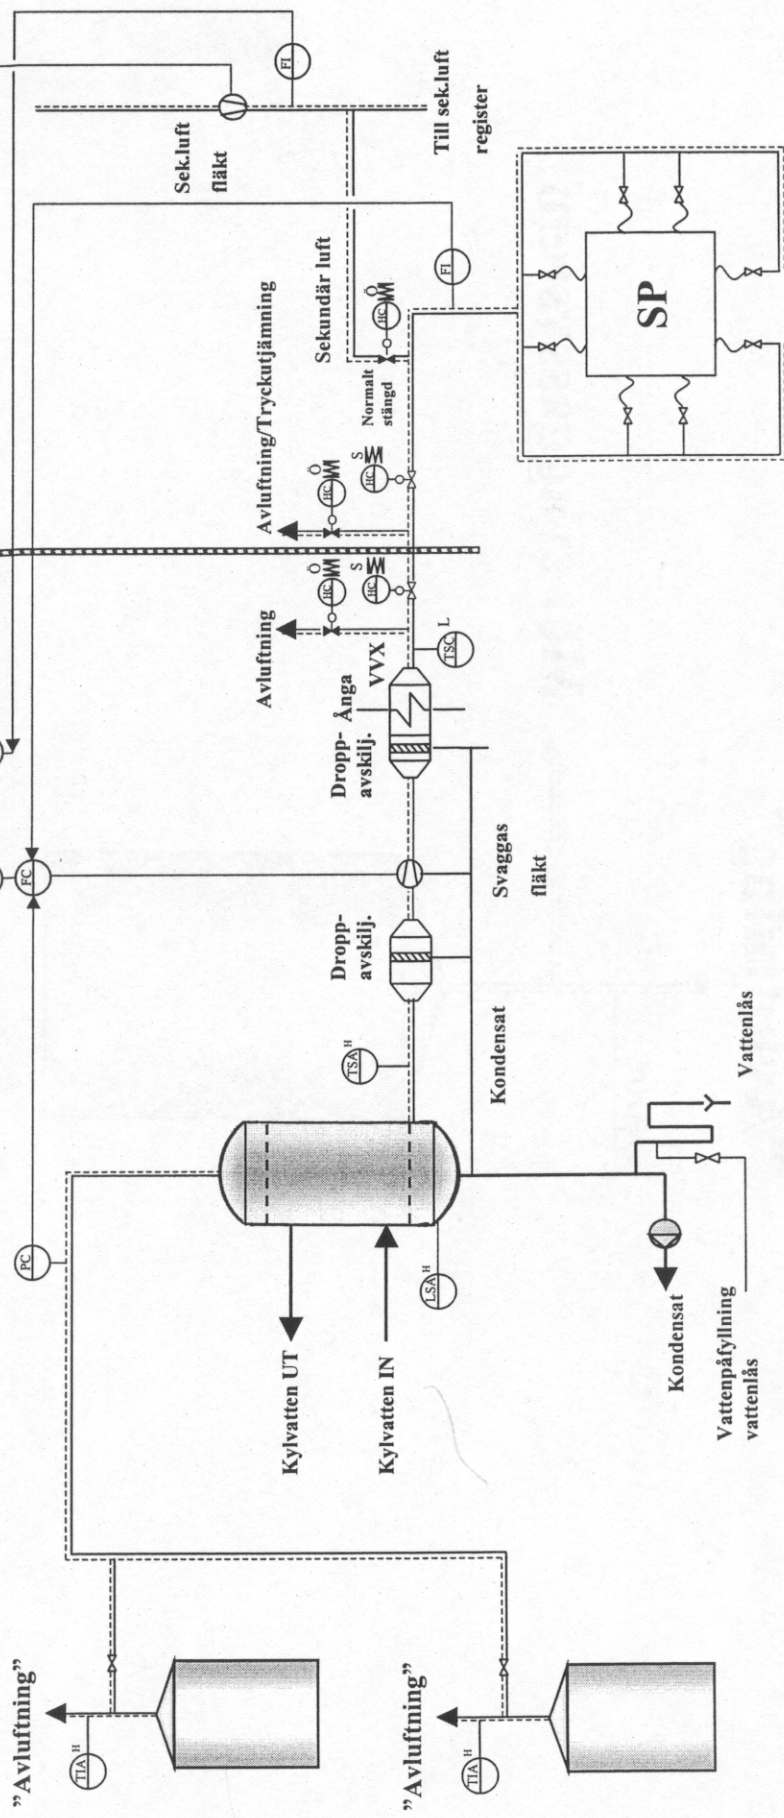 ”Avluftning”
TIA
H
”Avluftning”
TIA
H
PC
Kylvatten UT
Kylvatten IN
LSA
H
Kondensat
Vattenpåfyllning
vattenlås
Vattenlås
Kondensat
TSA
H
Dropp-
avskilj.
FC
Svaggas
fläkt
Dropp-
avskilj.
Ånga
VVX
TSC
L
Avluftning
HC
Ö
HC
S
Avluftning/Tryckutjämning
HC
Ö
HC
S
Normalt
stängd
HC
Ö
Sekundär luft
FI
Sek.luft
fläkt
FI
Till sek.luft
register
SP